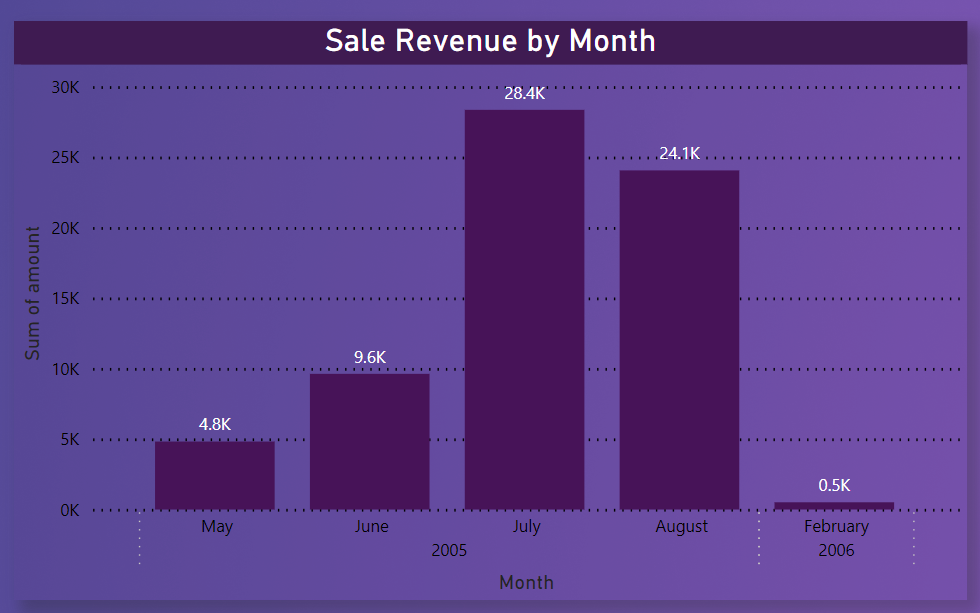 Sale Revenue by Month
30K
28.4K
25K
24.1K
20K
Sum of amount
15K
10K
9.6K
5K
4.8K
0K
0.5K
May June July August February
2005 2006
Month